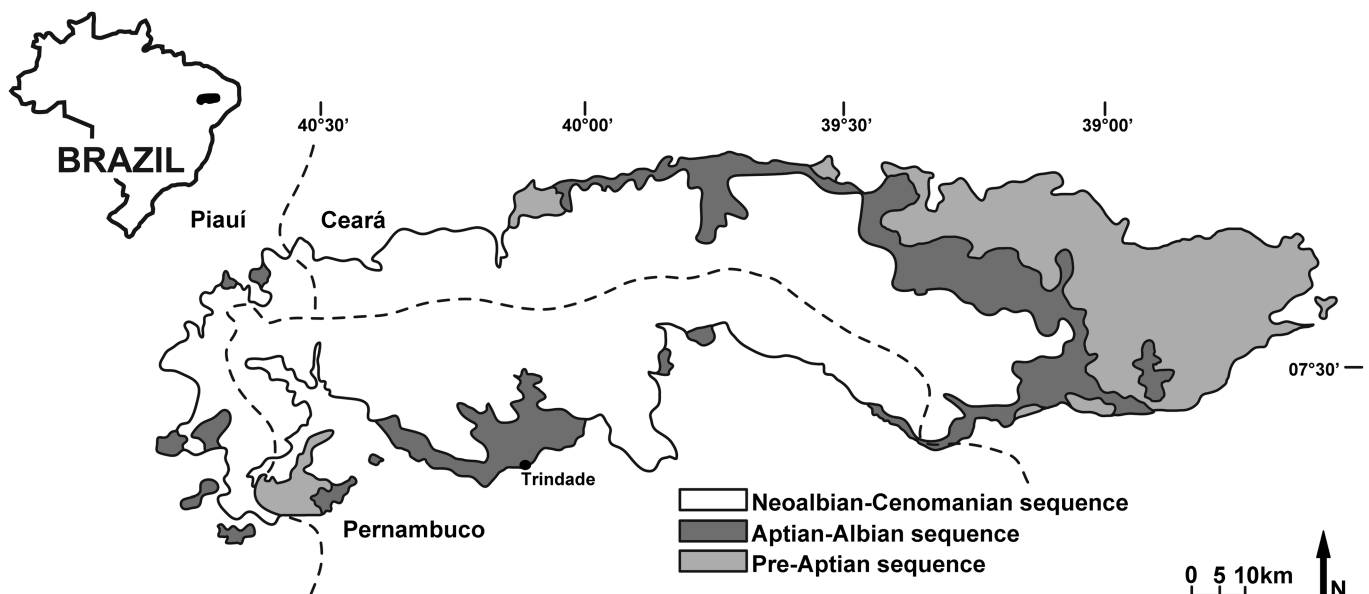 40°30' 40°00' 39°30' 39°00'
BRAZIL
Piauí Ceará
07°30'
Trindade
Pernambuco
Neoalbian-Cenomanian sequence
Aptian-Albian sequence
Pre-Aptian sequence
0 5 10km
N